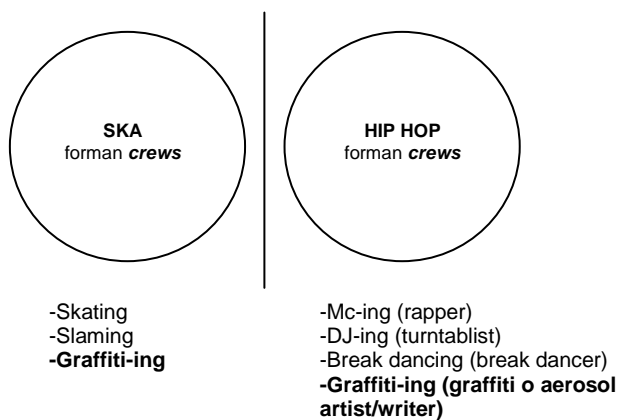 SKA
forman crews
HIP HOP
forman crews
-Skating
-Slaming
-Graffiti-ing
-Mc-ing (rapper)
-DJ-ing (turntablist)
-Break dancing (break dancer)
-Graffiti-ing (graffiti o aerosol
artist/writer)